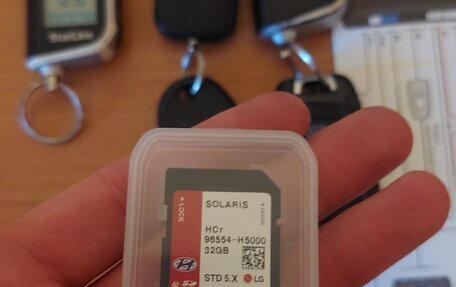 StarLine
LOCK
SOLARIS
HCr
96554-H5000
32GB
STD 5.X LG